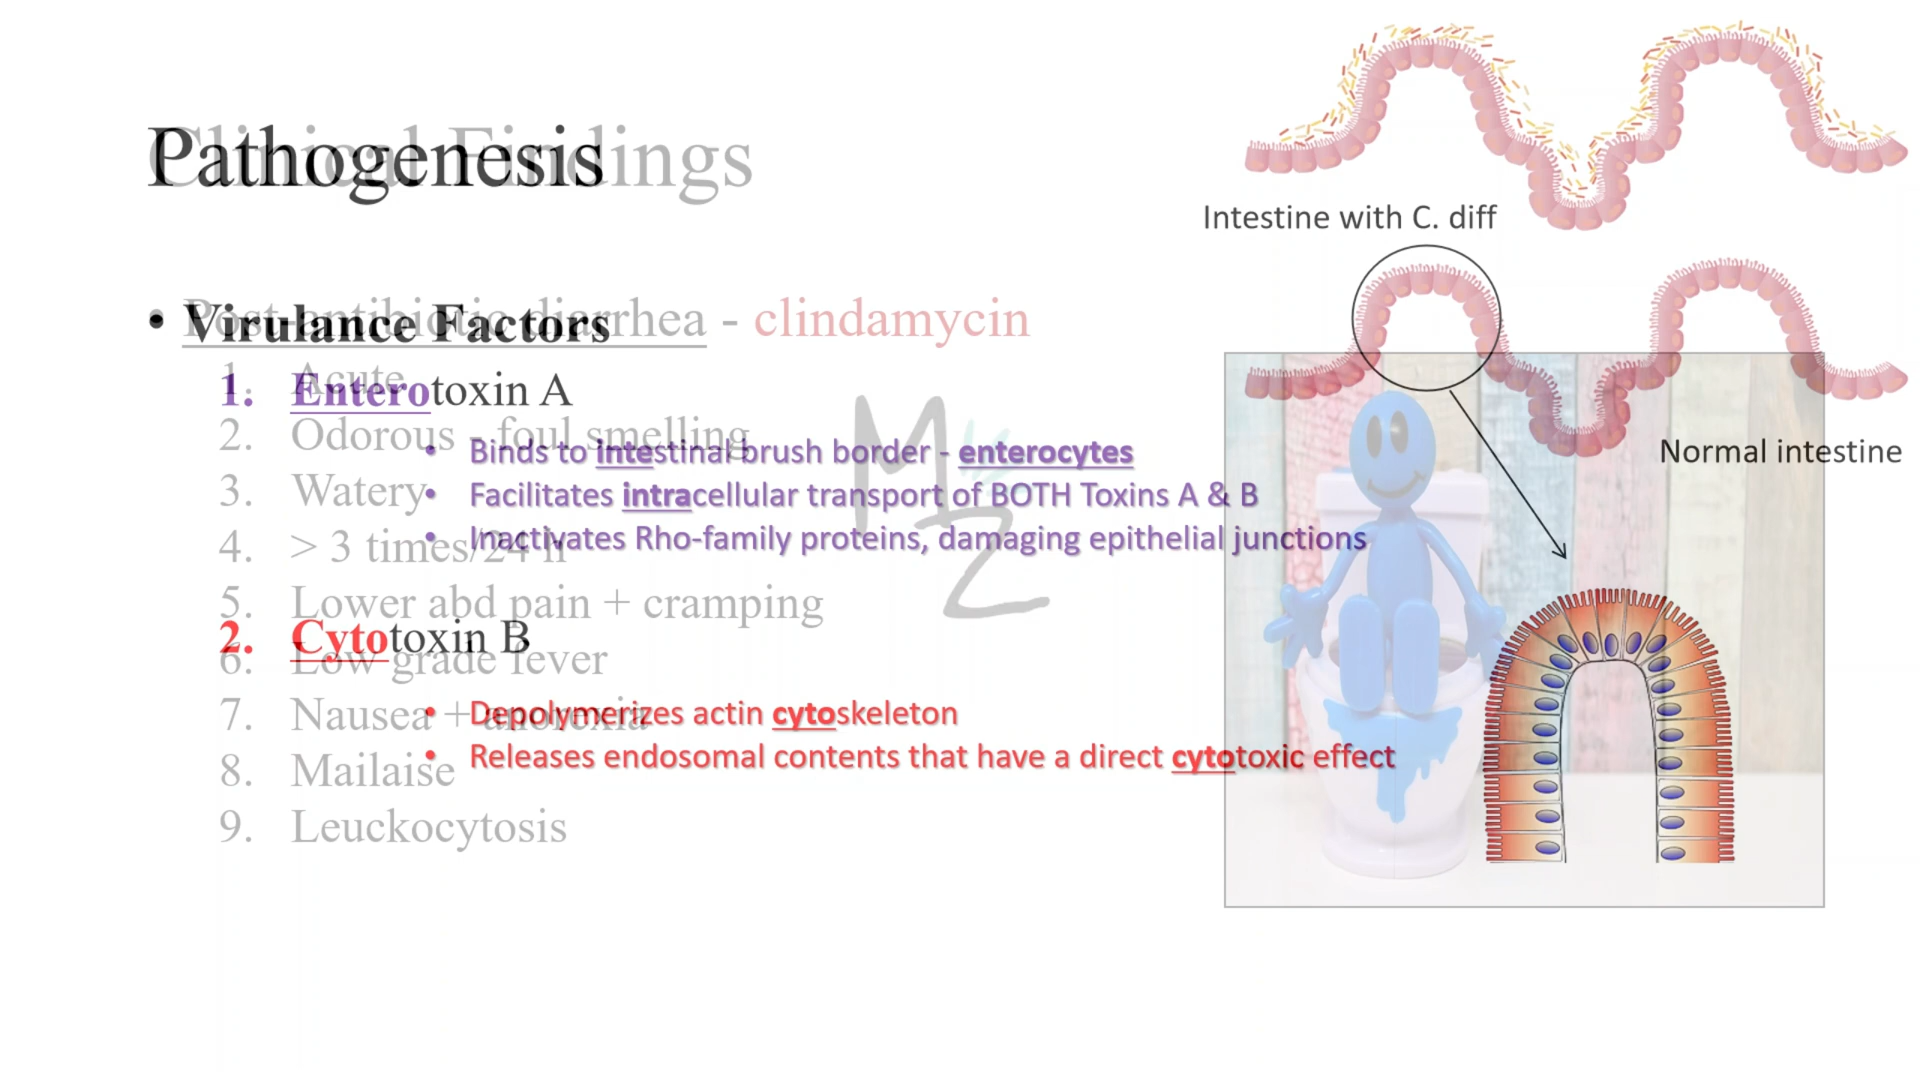 Pathogenesis
Clinical Findings
Intestine with C. diff
• Virulance Factors
Post-antibiotic diarrhea - clindamycin
1. Enterotoxin A
1. Acute
2. Odorous - foul smelling
• Binds to intestinal brush border - enterocytes
Normal intestine
3. Watery
• Facilitates intracellular transport of BOTH Toxins A & B
4. > 3 times/24 h
• Inactivates Rho-family proteins, damaging epithelial junctions
5. Lower abd pain + cramping
2. Cytotoxin B
6. Low grade fever
7. Nausea + anorexia
• Depolymerizes actin cytoskeleton
• Releases endosomal contents that have a direct cytotoxic effect
8. Mailaise
9. Leuckocytosis
MZ